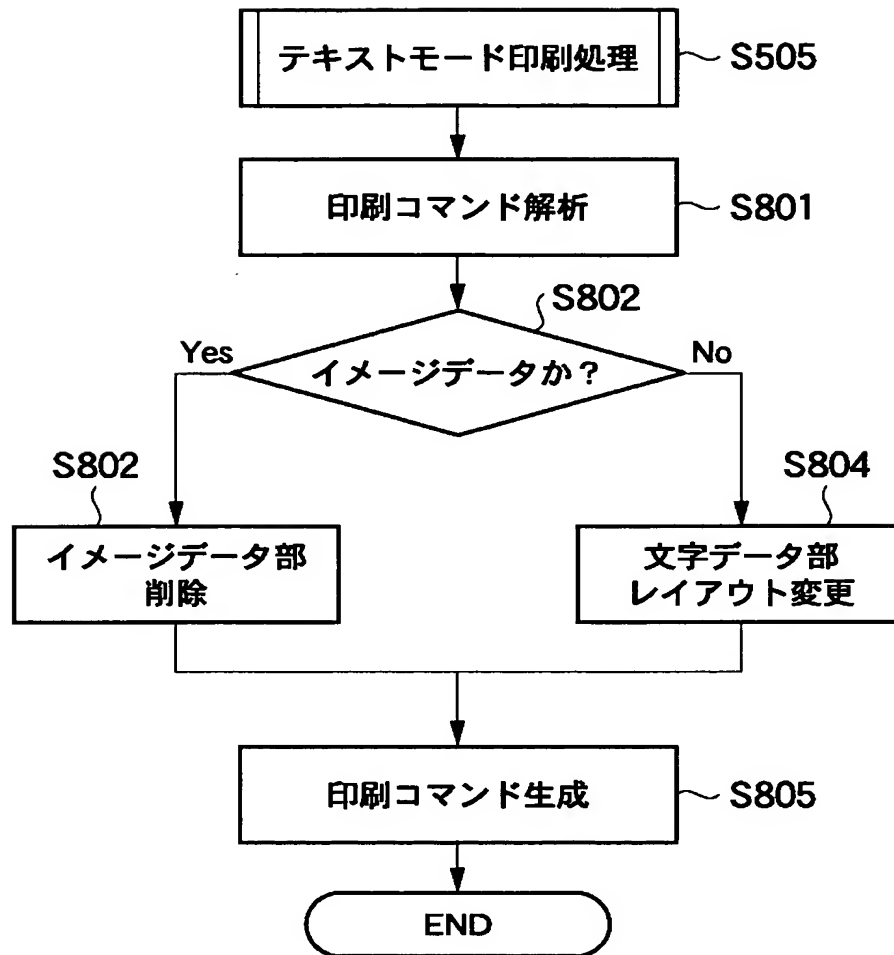 テキストモード印刷処理 S505
印刷コマンド解析 S801
S802
Yes イメージデータか? No
S802 S804
イメージデータ部 文字データ部
削除 レイアウト変更
印刷コマンド生成 S805
END